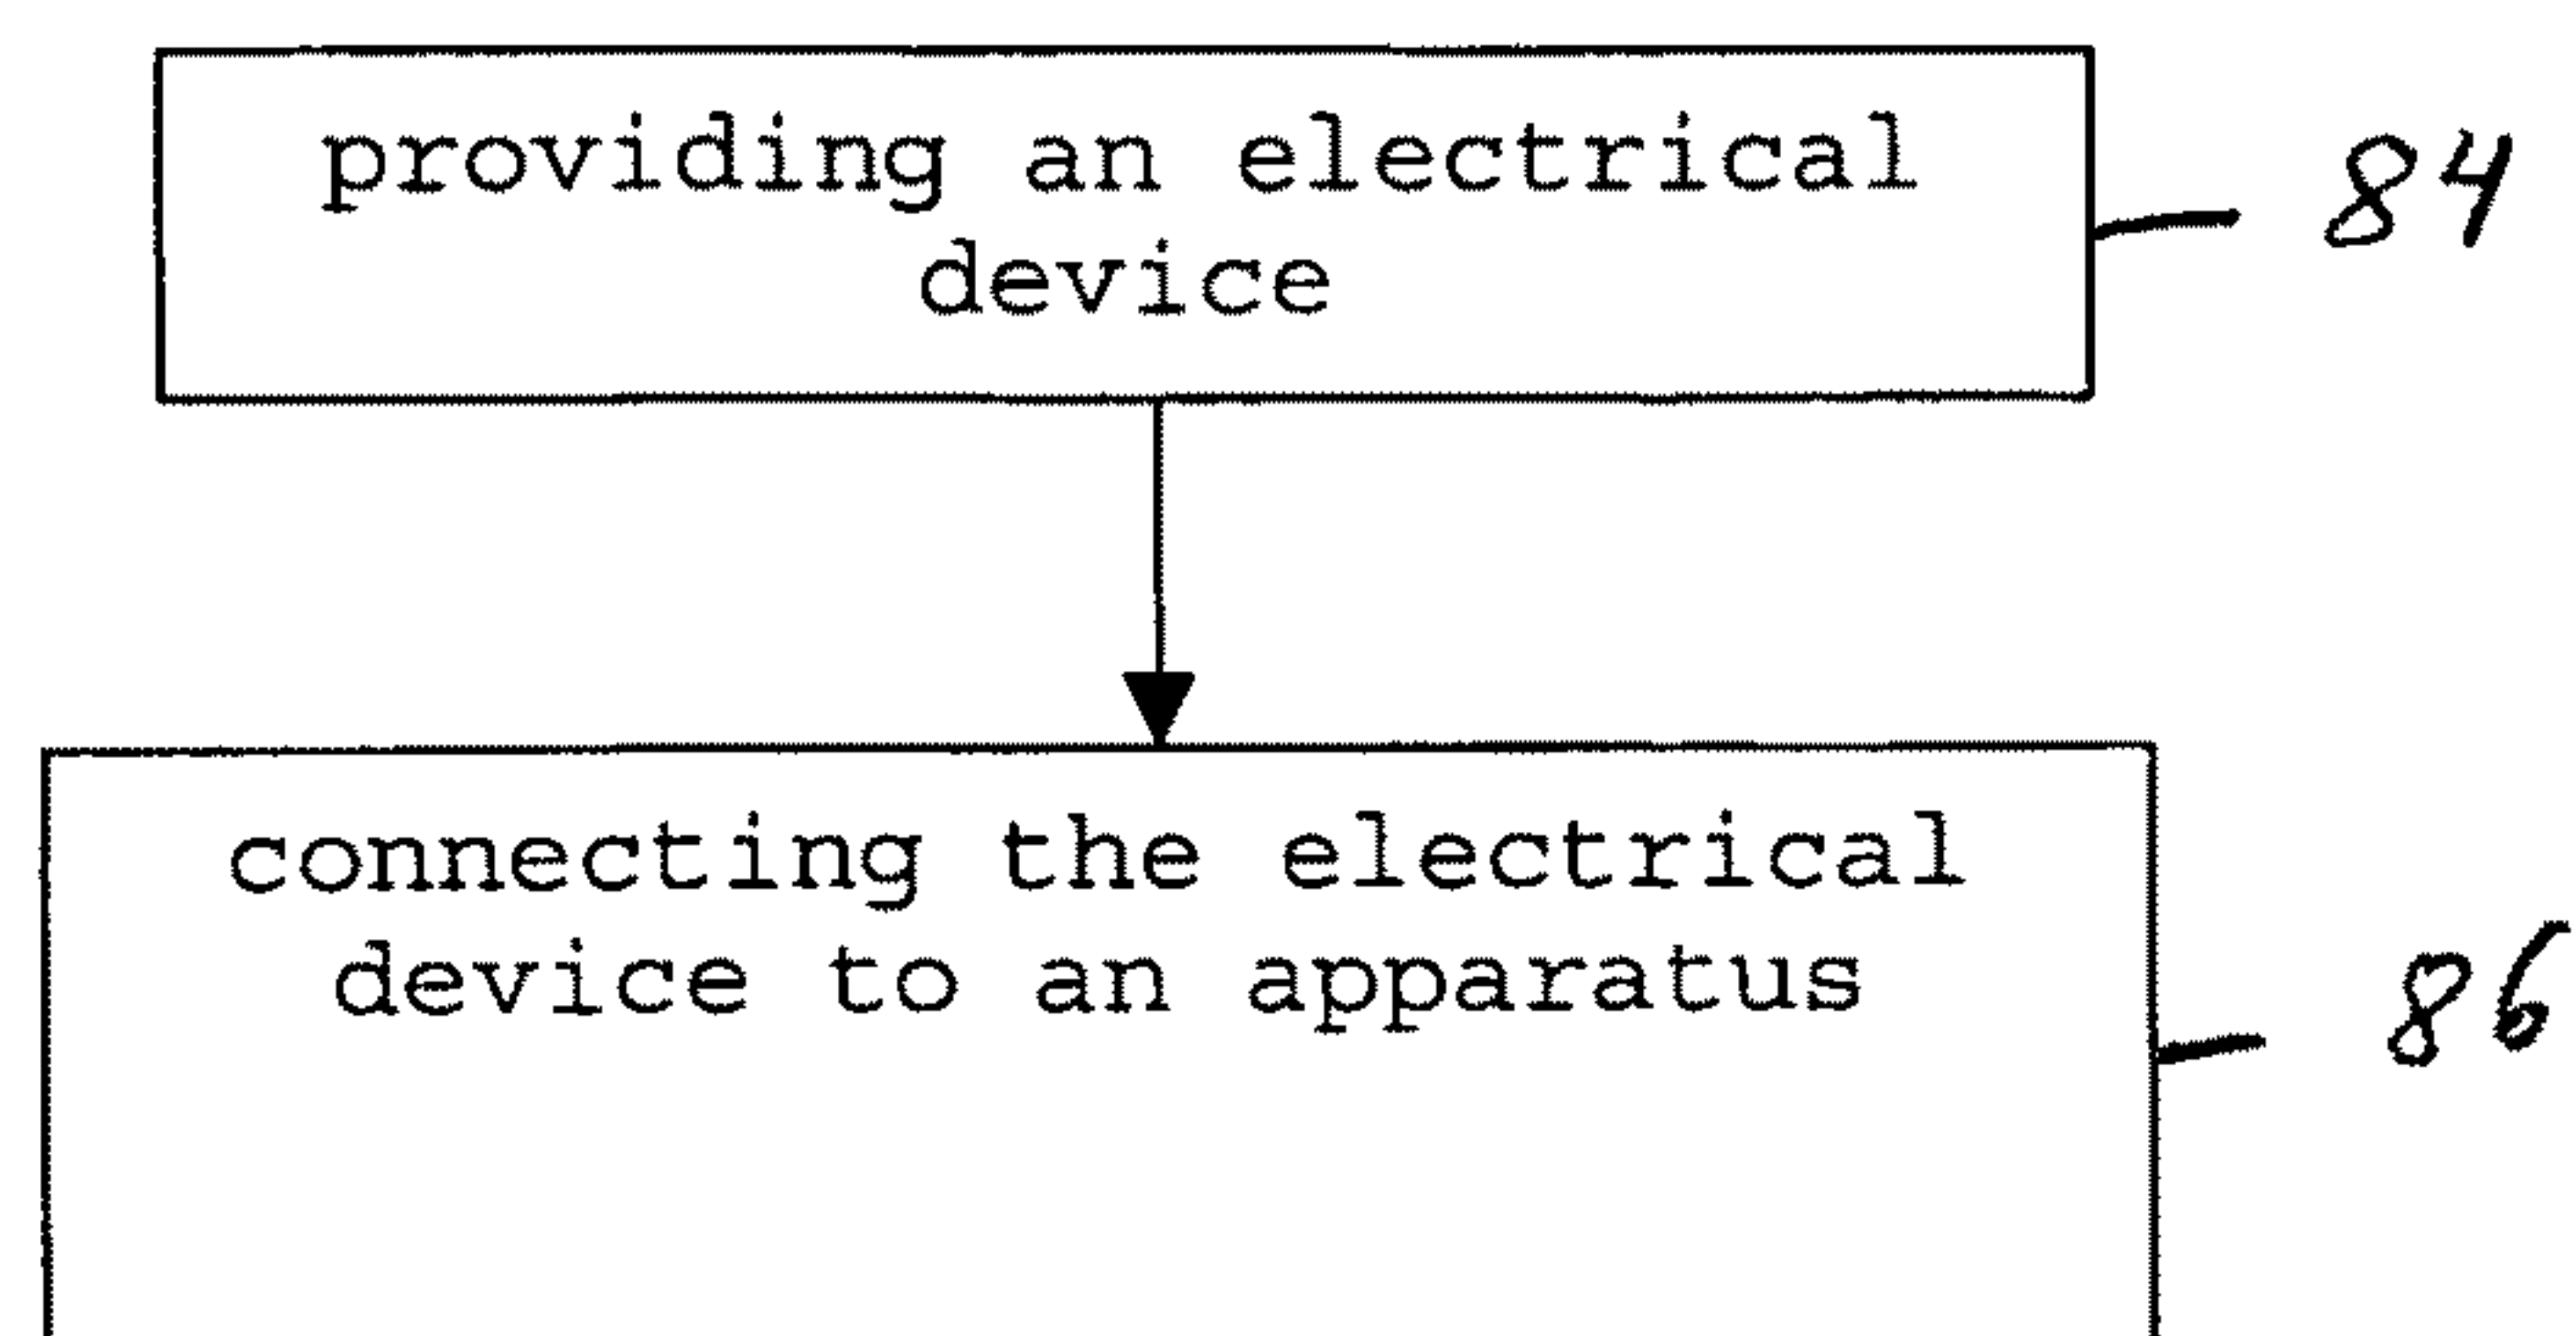 providing an electrical
device
84
connecting the electrical
device to an apparatus
86